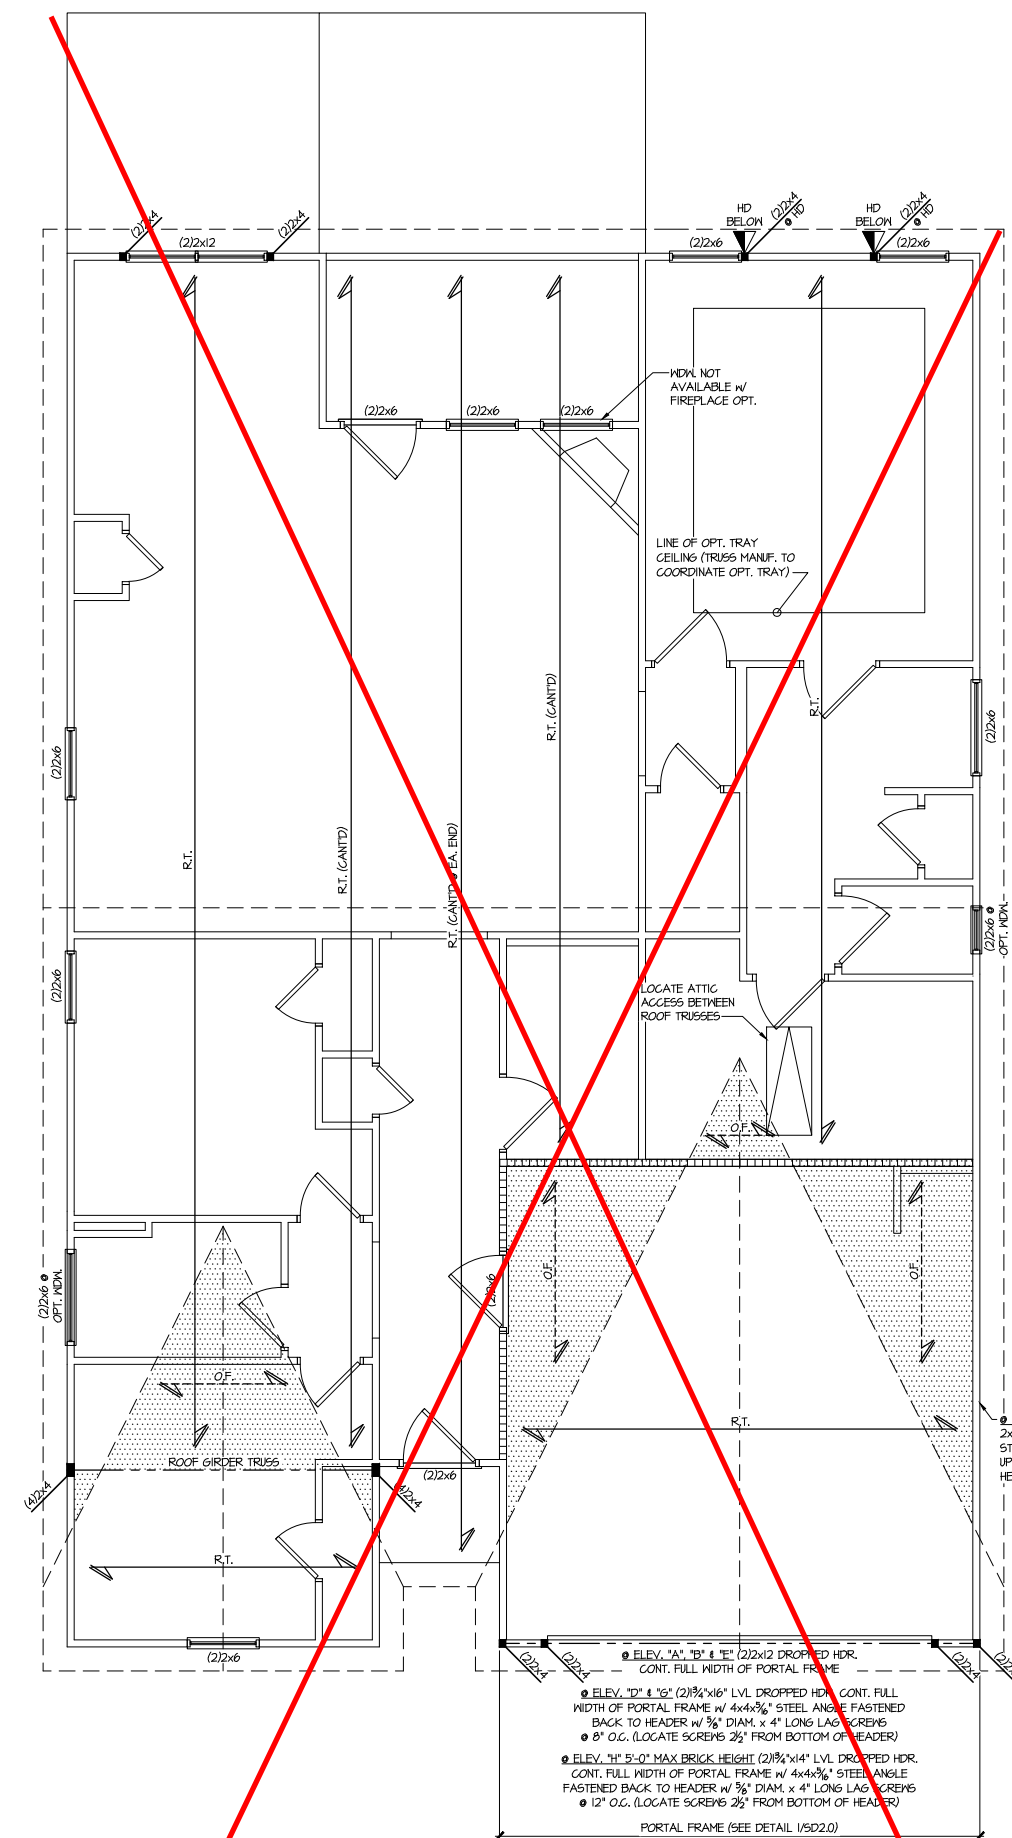 HD
BELOW
(2)2x4
@ HD
HD
BELOW
(2)2x4
@ HD
(2)2x4
(2)2x12
(2)2x4
(2)2x6
(2)2x6
WDW. NOT
AVAILABLE w/
FIREPLACE OPT.
(2)2x6
(2)2x6
(2)2x6
LINE OF OPT. TRAY
CEILING (TRUSS MANUF. TO
COORDINATE OPT. TRAY)
R.T. (CANT'D)
R.T.
(2)2x6
(2)2x6
R.T.
R.T. (CANT'D)
R.T. (CANT'D @ EA. END)
(2)2x6 @
OPT. WDW.
(2)2x6
LOCATE ATTIC
ACCESS BETWEEN
ROOF TRUSSES
O.F.
(2)2x6 @
OPT. WDW.
(2)2x6
O.F.
O.F.
O.F.
R.T.
@
2x
ST
UP
HE
ROOF GIRDER TRUSS
(4)2x4
(4)2x4
(2)2x6
R.T.
(2)2x6
(2)2x4
(2)2x4
(2)2x4
@ ELEV. "A", "B" & "E" (2)2x12 DROPPED HDR.
CONT. FULL WIDTH OF PORTAL FRAME
@ ELEV. "D" & "G" (2)1¾"x16" LVL DROPPED HDR. CONT. FULL
WIDTH OF PORTAL FRAME w/ 4x4x5/16" STEEL ANGLE FASTENED
BACK TO HEADER w/ 5/8" DIAM. x 4" LONG LAG SCREWS
@ 8" O.C. (LOCATE SCREWS 2½" FROM BOTTOM OF HEADER)
@ ELEV. "H" 5'-0" MAX BRICK HEIGHT (2)1¾"x14" LVL DROPPED HDR.
CONT. FULL WIDTH OF PORTAL FRAME w/ 4x4x5/16" STEEL ANGLE
FASTENED BACK TO HEADER w/ 5/8" DIAM. x 4" LONG LAG SCREWS
@ 12" O.C. (LOCATE SCREWS 2½" FROM BOTTOM OF HEADER)
PORTAL FRAME (SEE DETAIL 1/SD2.0)